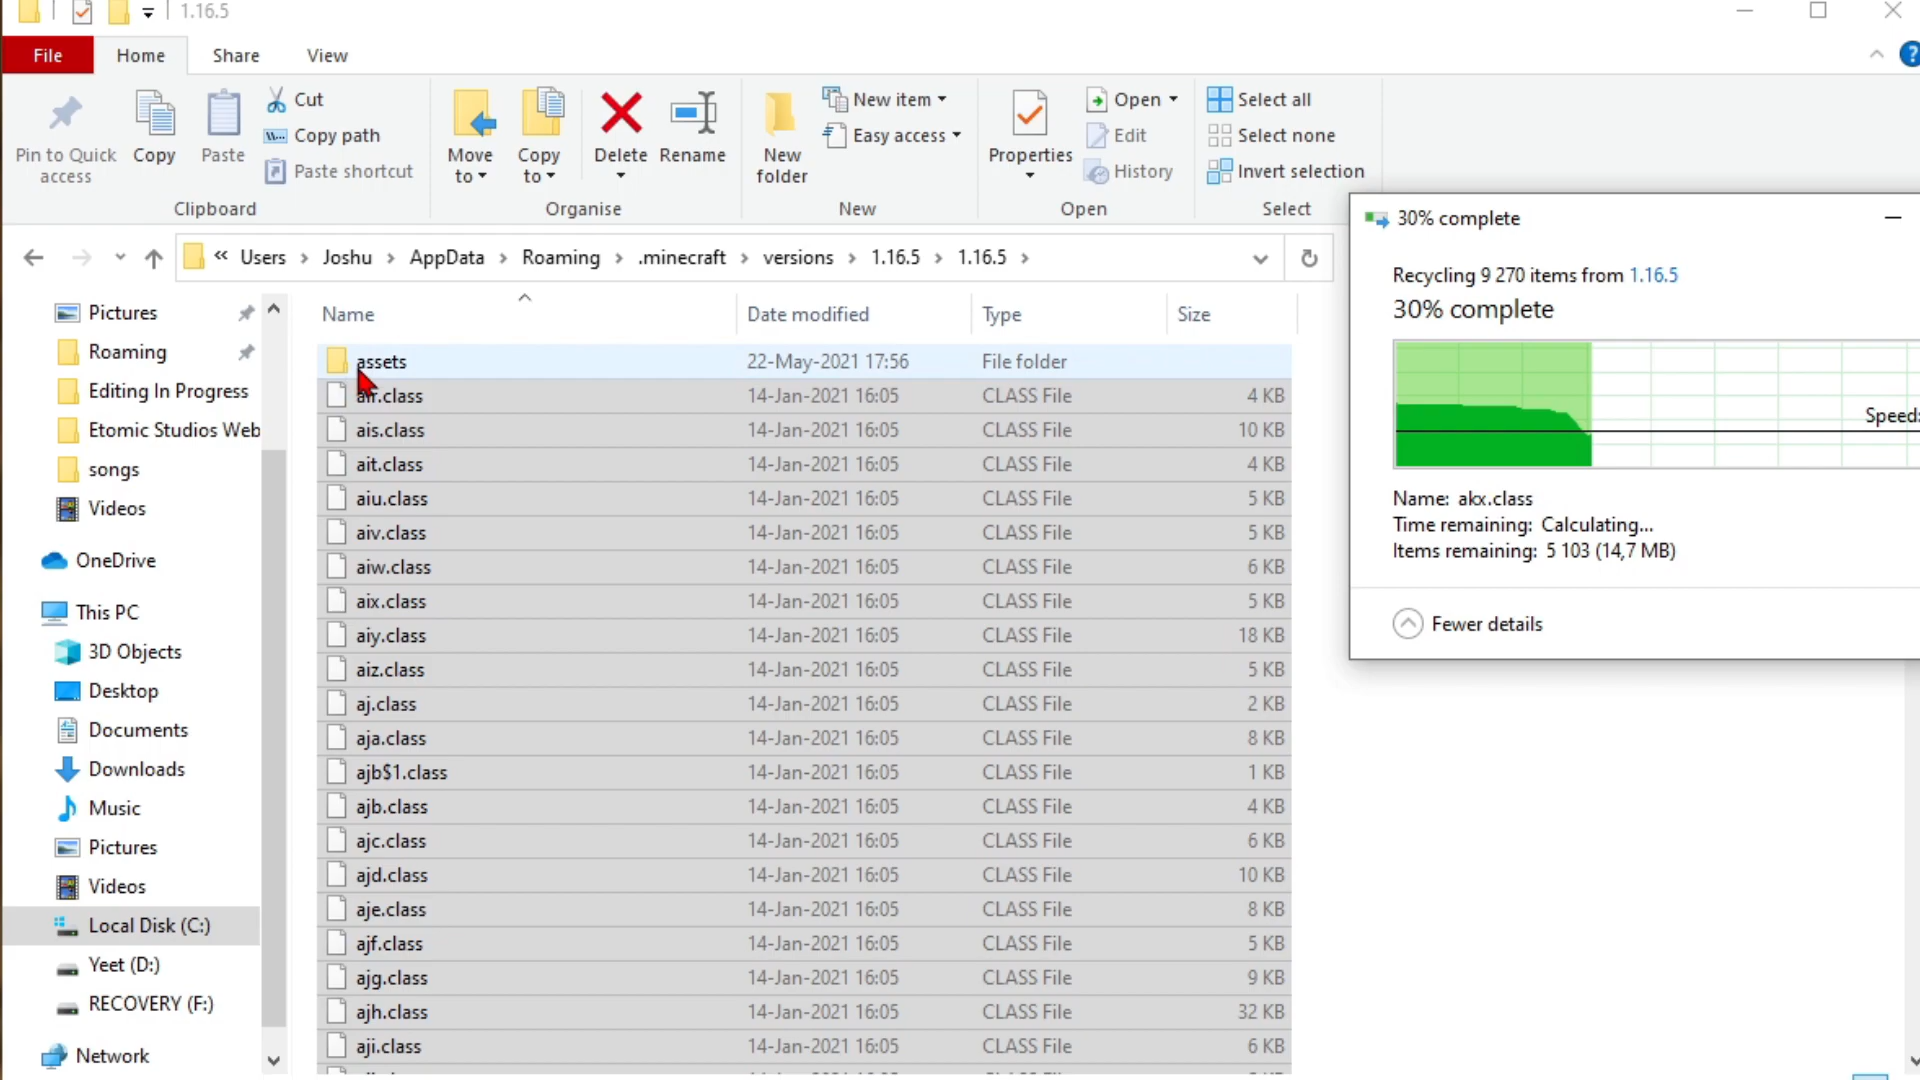 1.16.5
File
Home
Share
View
Pin to Quick access
Copy
Paste
Cut
Copy path
Paste shortcut
Clipboard
Move to
Copy to
Delete
Rename
Organise
New folder
New item
Easy access
New
Properties
Open
Edit
History
Open
Select all
Select none
Invert selection
Select
« Users › Joshu › AppData › Roaming › .minecraft › versions › 1.16.5 › 1.16.5 ›
Pictures
Roaming
Editing In Progress
Etomic Studios Web
songs
Videos
OneDrive
This PC
3D Objects
Desktop
Documents
Downloads
Music
Pictures
Videos
Local Disk (C:)
Yeet (D:)
RECOVERY (F:)
Network
Name Date modified Type Size
assets 22-May-2021 17:56 File folder
air.class 14-Jan-2021 16:05 CLASS File 4 KB
ais.class 14-Jan-2021 16:05 CLASS File 10 KB
ait.class 14-Jan-2021 16:05 CLASS File 4 KB
aiu.class 14-Jan-2021 16:05 CLASS File 5 KB
aiv.class 14-Jan-2021 16:05 CLASS File 5 KB
aiw.class 14-Jan-2021 16:05 CLASS File 6 KB
aix.class 14-Jan-2021 16:05 CLASS File 5 KB
aiy.class 14-Jan-2021 16:05 CLASS File 18 KB
aiz.class 14-Jan-2021 16:05 CLASS File 5 KB
aj.class 14-Jan-2021 16:05 CLASS File 2 KB
aja.class 14-Jan-2021 16:05 CLASS File 8 KB
ajb$1.class 14-Jan-2021 16:05 CLASS File 1 KB
ajb.class 14-Jan-2021 16:05 CLASS File 4 KB
ajc.class 14-Jan-2021 16:05 CLASS File 6 KB
ajd.class 14-Jan-2021 16:05 CLASS File 10 KB
aje.class 14-Jan-2021 16:05 CLASS File 8 KB
ajf.class 14-Jan-2021 16:05 CLASS File 5 KB
ajg.class 14-Jan-2021 16:05 CLASS File 9 KB
ajh.class 14-Jan-2021 16:05 CLASS File 32 KB
aji.class 14-Jan-2021 16:05 CLASS File 6 KB
30% complete
Recycling 9 270 items from 1.16.5
30% complete
Speed:
Name: akx.class
Time remaining: Calculating...
Items remaining: 5 103 (14,7 MB)
Fewer details